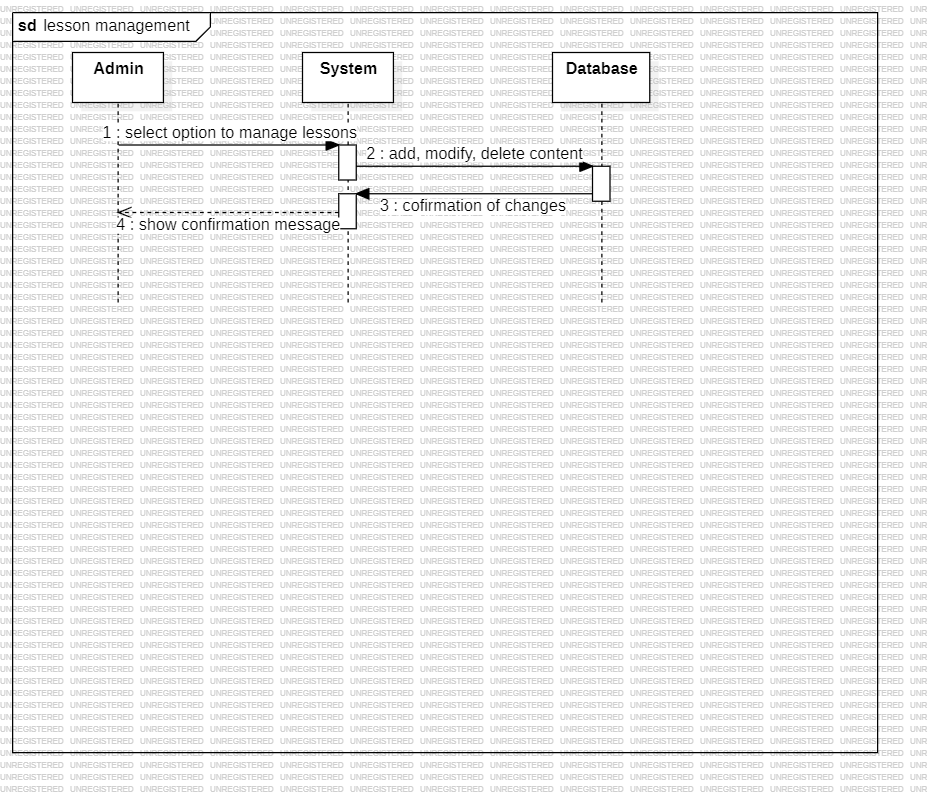 sd lesson management
Admin
System
Database
1 : select option to manage lessons
2 : add, modify, delete content
3 : cofirmation of changes
4 : show confirmation message
UNREGISTERED